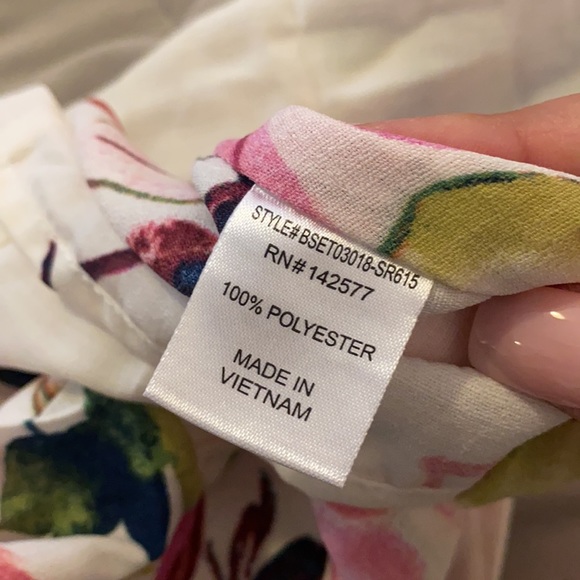 STYLE# BSET03018-SR615
RN# 142577
100% POLYESTER
MADE IN
VIETNAM